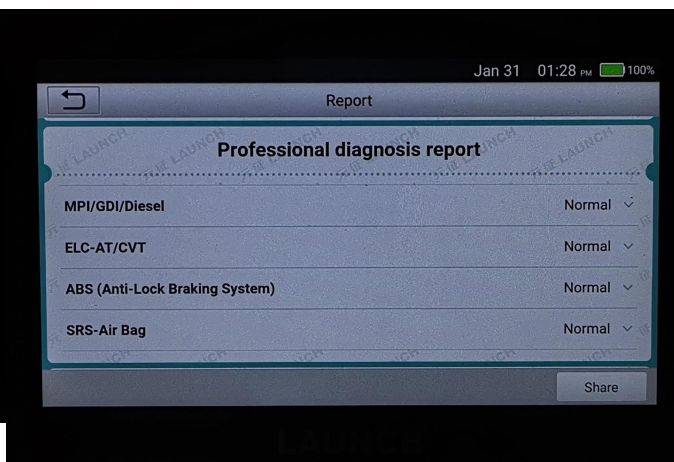 Jan 31 01:28 PM 100%
Report
Professional diagnosis report
MPI/GDI/Diesel Normal
ELC-AT/CVT Normal
ABS (Anti-Lock Braking System) Normal
SRS-Air Bag Normal
Share
LAUNCH